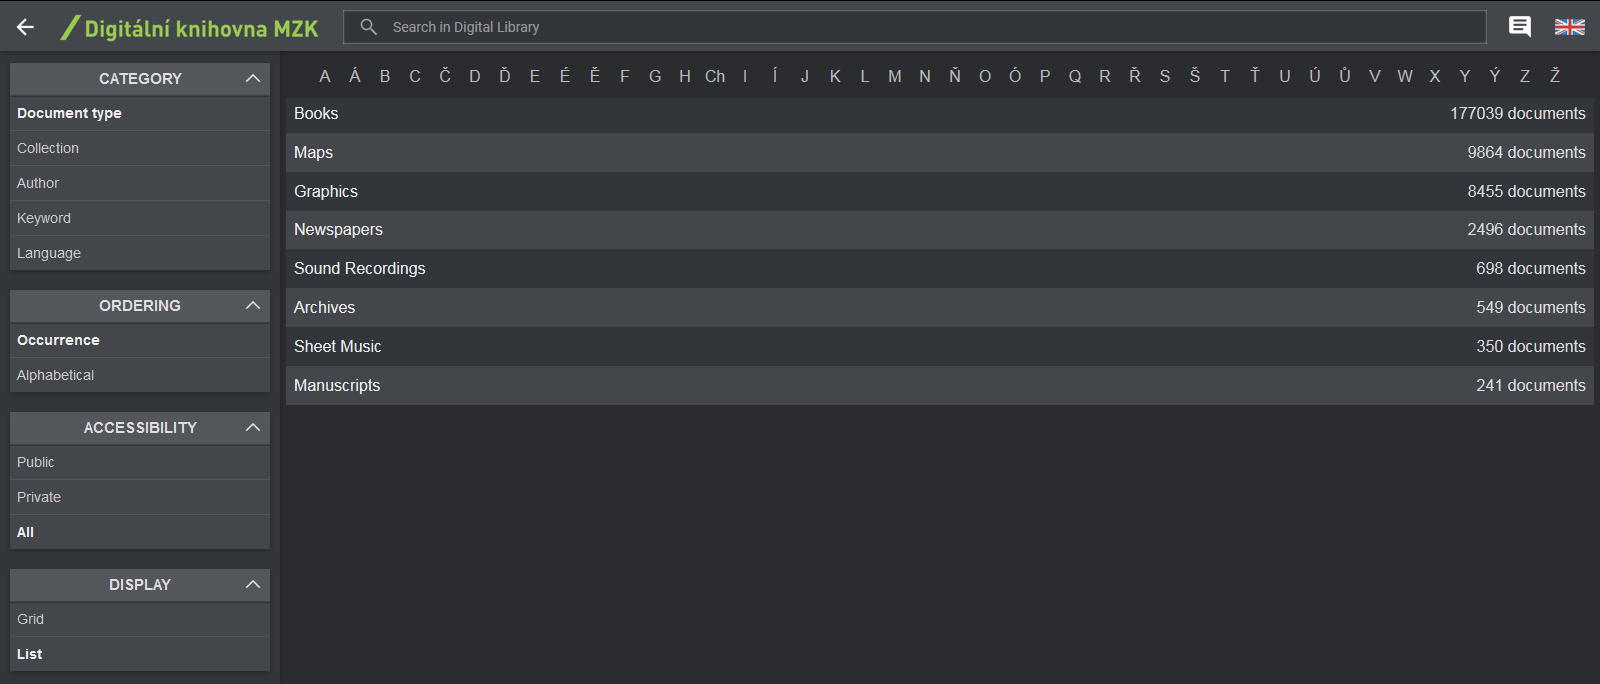 Digitální knihovna MZK
Search in Digital Library
CATEGORY
Document type
Collection
Author
Keyword
Language
ORDERING
Occurrence
Alphabetical
ACCESSIBILITY
Public
Private
All
DISPLAY
Grid
List
A Á B C Č D Ď E É Ě F G H Ch I Í J K L M N Ň O Ó P Q R Ř S Š T Ť U Ú Ů V W X Y Ý Z Ž
Books 177039 documents
Maps 9864 documents
Graphics 8455 documents
Newspapers 2496 documents
Sound Recordings 698 documents
Archives 549 documents
Sheet Music 350 documents
Manuscripts 241 documents